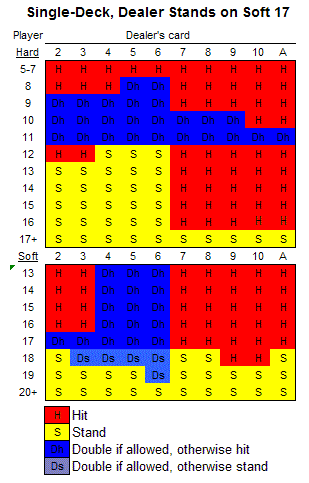 Single-Deck, Dealer Stands on Soft 17
Player Dealer's card
Hard 2 3 4 5 6 7 8 9 10 A
5-7 H H H H H H H H H H
8 H H H Dh Dh H H H H H
9 Dh Dh Dh Dh Dh H H H H H
10 Dh Dh Dh Dh Dh Dh Dh Dh H H
11 Dh Dh Dh Dh Dh Dh Dh Dh Dh Dh
12 H H S S S H H H H H
13 S S S S S H H H H H
14 S S S S S H H H H H
15 S S S S S H H H H H
16 S S S S S H H H H H
17+ S S S S S S S S S S
Soft 2 3 4 5 6 7 8 9 10 A
13 H H Dh Dh Dh H H H H H
14 H H Dh Dh Dh H H H H H
15 H H Dh Dh Dh H H H H H
16 H H Dh Dh Dh H H H H H
17 Dh Dh Dh Dh Dh H H H H H
18 S Ds Ds Ds Ds S S H H S
19 S S S S Ds S S S S S
20+ S S S S S S S S S S
H Hit
S Stand
Dh Double if allowed, otherwise hit
Ds Double if allowed, otherwise stand